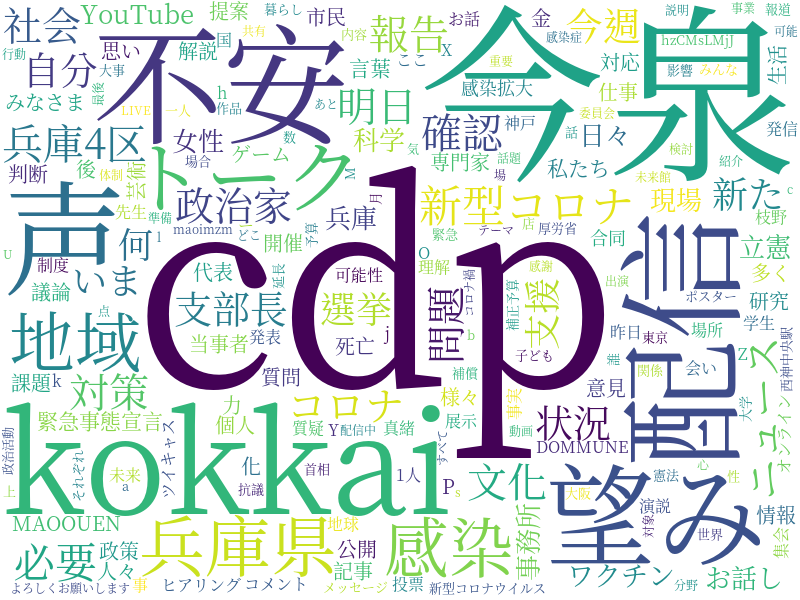 社会
YouTube
提案
暮らし
共有
市民
お話
金
今週
説明
事業
報道
可能
行動
大事
思い
解説
国
内容
報告
X
感染症
hzCMsLMjJ
影響
みんな
生活
自分
不安
言葉
ここ
重要
対応
今泉
みなさま
最後
LIVE
一人
h
作品
あと
明日
感染拡大
仕事
委員会
発信
兵庫4区
女性
場合
数
ゲーム
科学
確認
神戸
日々
話
検討
紹介
判断
後
体制
芸術
トーク
気
M
専門家
話題
場
私たち
未来館
c
声
先生
準備
政治家
月
新型コロナ
現場
新た
U
制度
いま
何
maoimzm
l
どこ
兵庫
予算
緊急
店
テーマ
厚労省
枝野
議論
代表
開催
延長
cdp
O
理解
感謝
合同
立憲
多く
地域
点
支部長
可能性
選挙
コロナ禍
補正予算
支援
出演
ポスター
研究
当事者
発表
死亡
j
問題
b
子ども
昨日
東京
場所
学生
配信
課題
k
対策
質問
補償
様々
事実
意見
誰
関係
会い
Z
西神中央駅
緊急事態宣言
力
個人
コロナ
展示
動画
状況
大学
オンライン
ニュース
kokkai
政治活動
それぞれ
ツイキャス
質疑
Y
配信中
真緒
すべて
DOMMUNE
心
上
未来
a
化
抗議
首相
1人
P
s
文化
望み
大阪
憲法
性
MAOOUEN
兵庫県
地球
感染
事務所
対象
演説
世界
情報
集会
必要
政策
人々
公開
記事
ワクチン
分野
お話し
よろしくお願いします
事
ヒアリング
コメント
メッセージ
投票
新型コロナウイルス